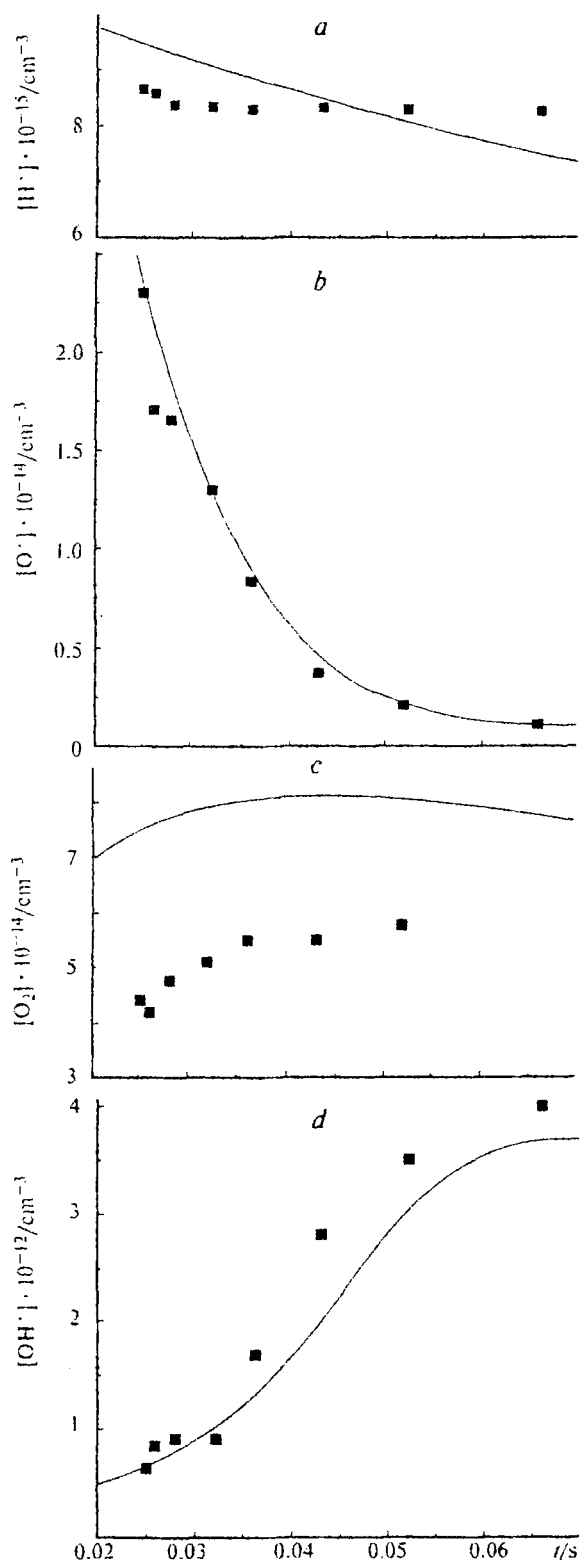 a
[H˙]·10⁻¹⁵/cm⁻³
8
6
b
[O˙]·10⁻¹⁴/cm⁻³
2.0
1.5
1.0
0.5
0
c
[O₂]·10⁻¹⁴/cm⁻³
7
5
3
d
[OH˙]·10⁻¹²/cm⁻³
4
3
2
1
0.02 0.03 0.04 0.05 0.06 t/s